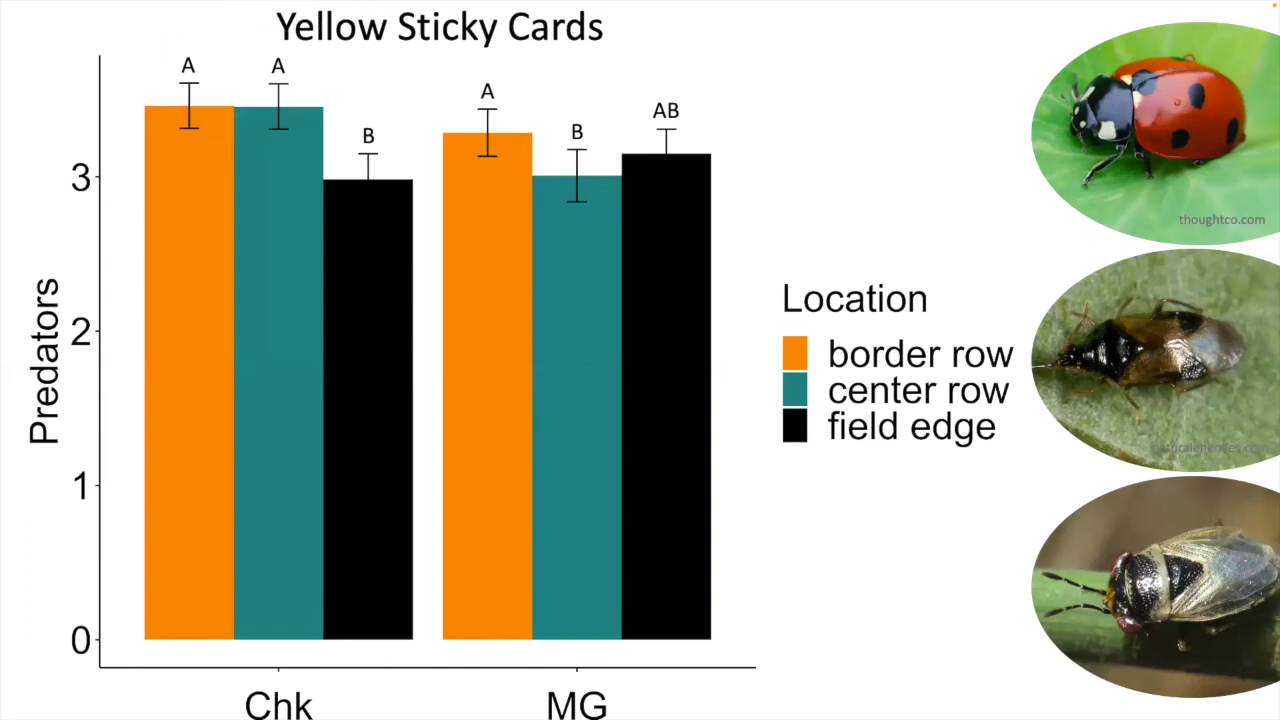 Yellow Sticky Cards
A
A
B
A
B
AB
3
2
1
0
Predators
Chk
MG
Location
border row
center row
field edge
thoughtco.com